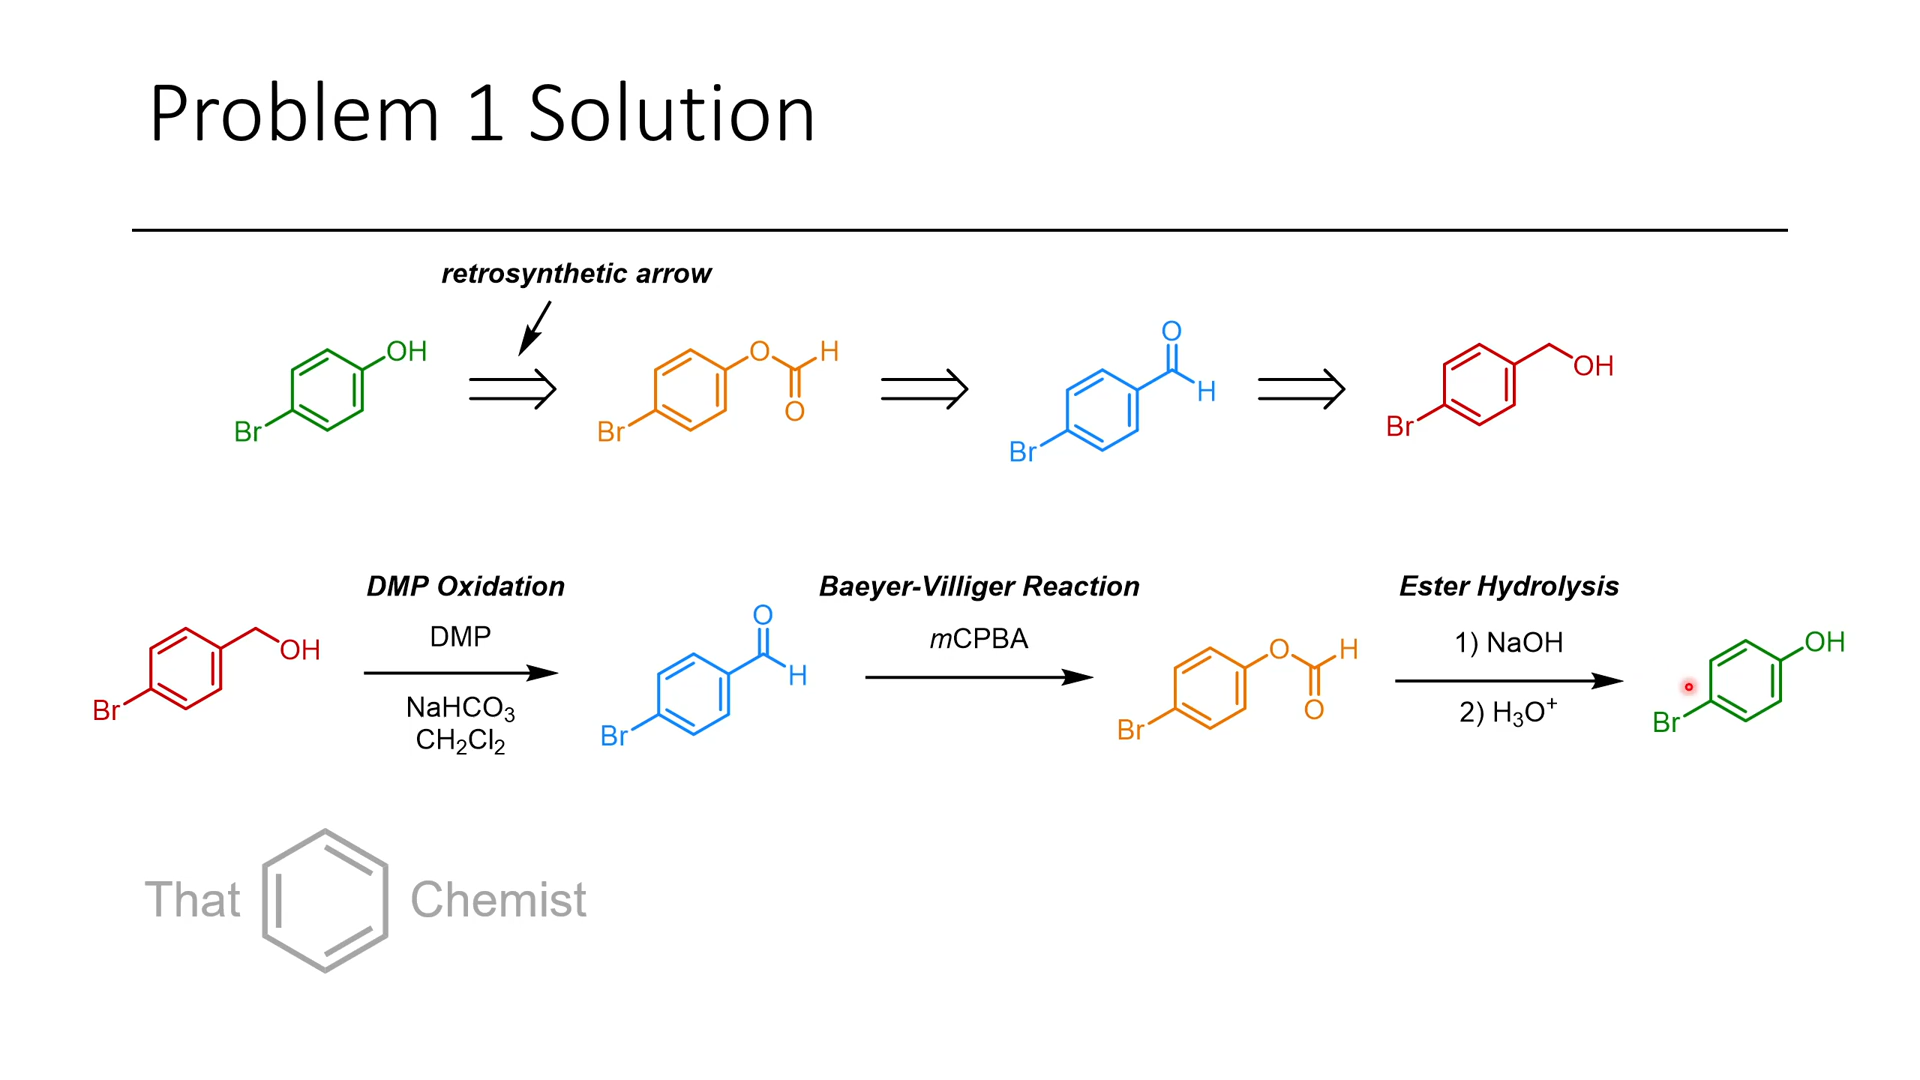 Problem 1 Solution
retrosynthetic arrow
OH
Br
O
H
O
Br
O
H
Br
OH
Br
DMP Oxidation
DMP
NaHCO₃
CH₂Cl₂
Baeyer-Villiger Reaction
mCPBA
Ester Hydrolysis
1) NaOH
2) H₃O⁺
OH
Br
O
H
Br
O
H
O
Br
OH
Br
That Chemist